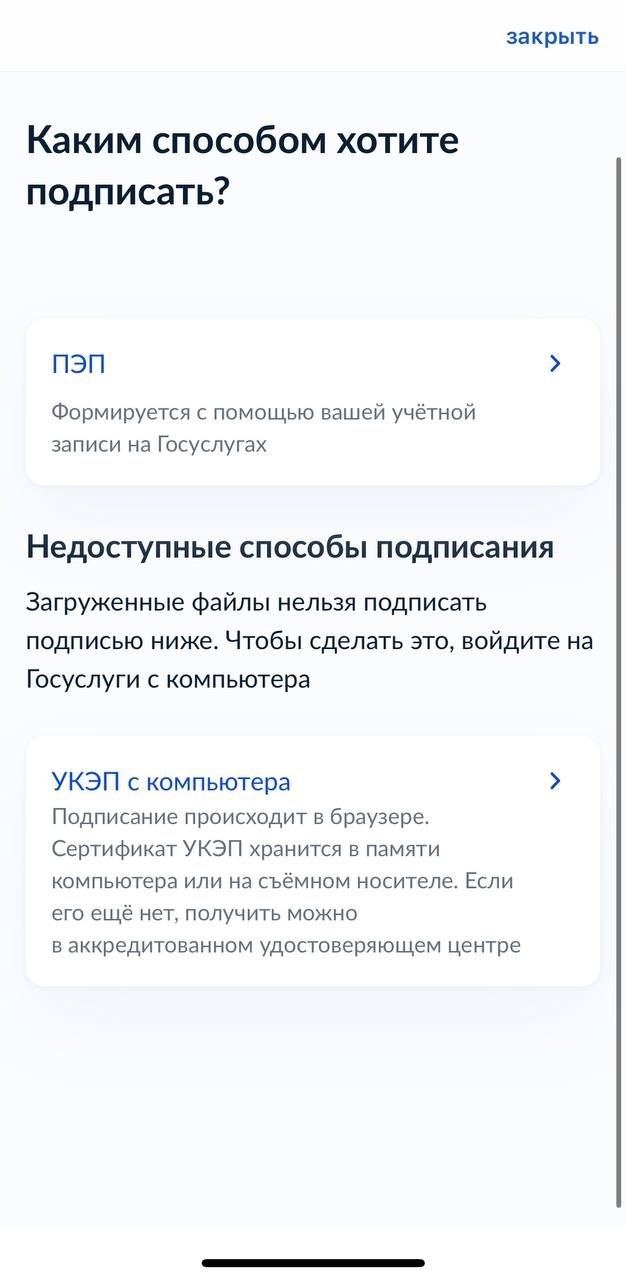 закрыть
Каким способом хотите
подписать?
ПЭП
Формируется с помощью вашей учётной
записи на Госуслугах
Недоступные способы подписания
Загруженные файлы нельзя подписать
подписью ниже. Чтобы сделать это, войдите на
Госуслуги с компьютера
УКЭП с компьютера
Подписание происходит в браузере.
Сертификат УКЭП хранится в памяти
компьютера или на съёмном носителе. Если
его ещё нет, получить можно
в аккредитованном удостоверяющем центре